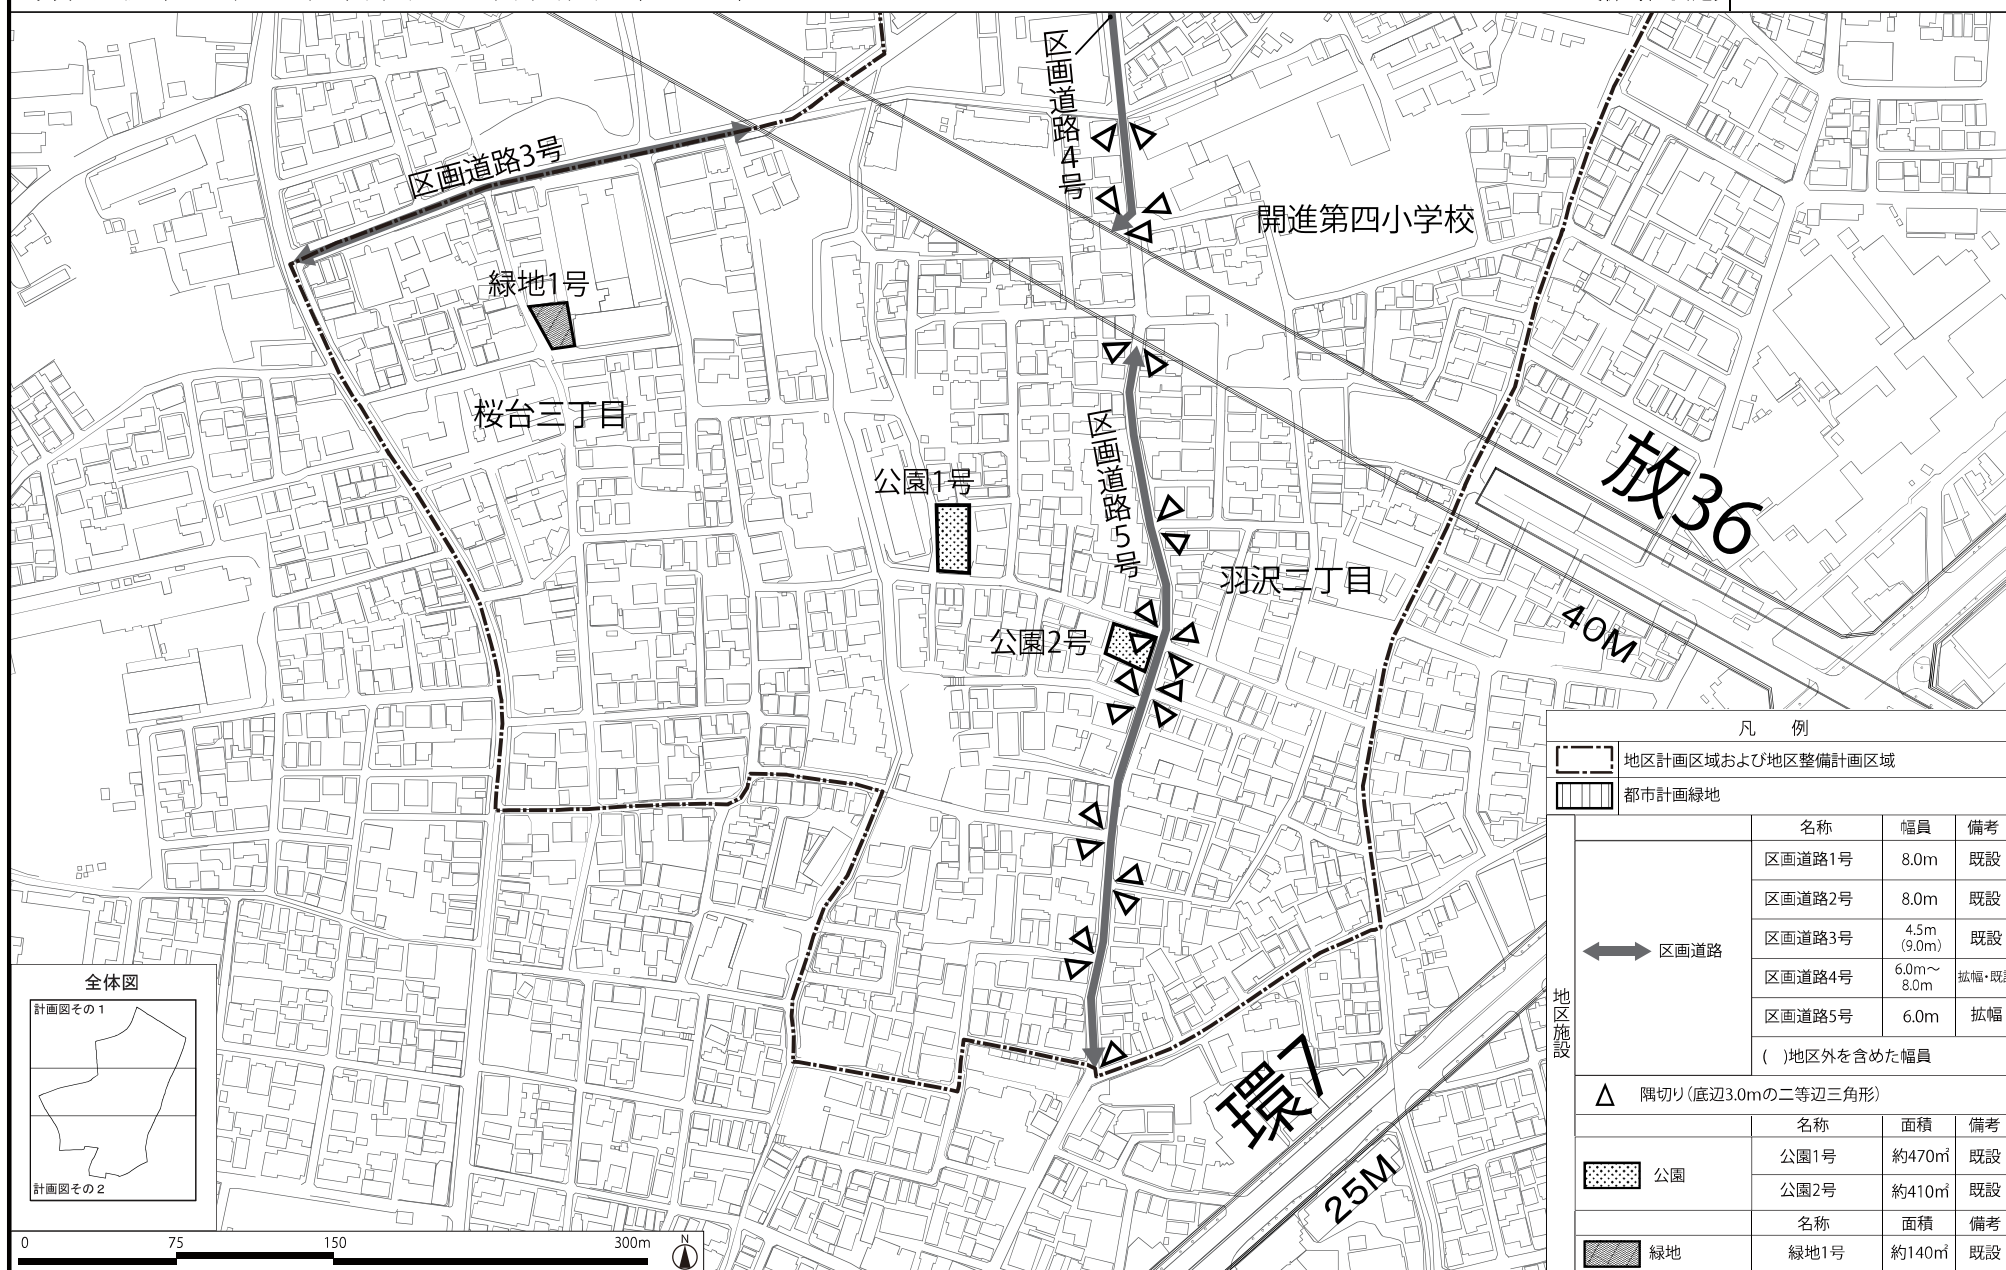 区画道路4号
区画道路3号
開進第四小学校
緑地1号
桜台三丁目
区画道路5号
公園1号
放36
羽沢二丁目
40M
公園2号
環7
25M
全体図
計画図その1
計画図その2
0 75 150 300m
N
凡 例
地区計画区域および地区整備計画区域
都市計画緑地
地区施設
名称 幅員 備考
区画道路
区画道路1号 8.0m 既設
区画道路2号 8.0m 既設
区画道路3号 4.5m (9.0m) 既設
区画道路4号 6.0m～8.0m 拡幅・既設
区画道路5号 6.0m 拡幅
( )地区外を含めた幅員
隅切り(底辺3.0mの二等辺三角形)
名称 面積 備考
公園
公園1号 約470㎡ 既設
公園2号 約410㎡ 既設
名称 面積 備考
緑地 緑地1号 約140㎡ 既設